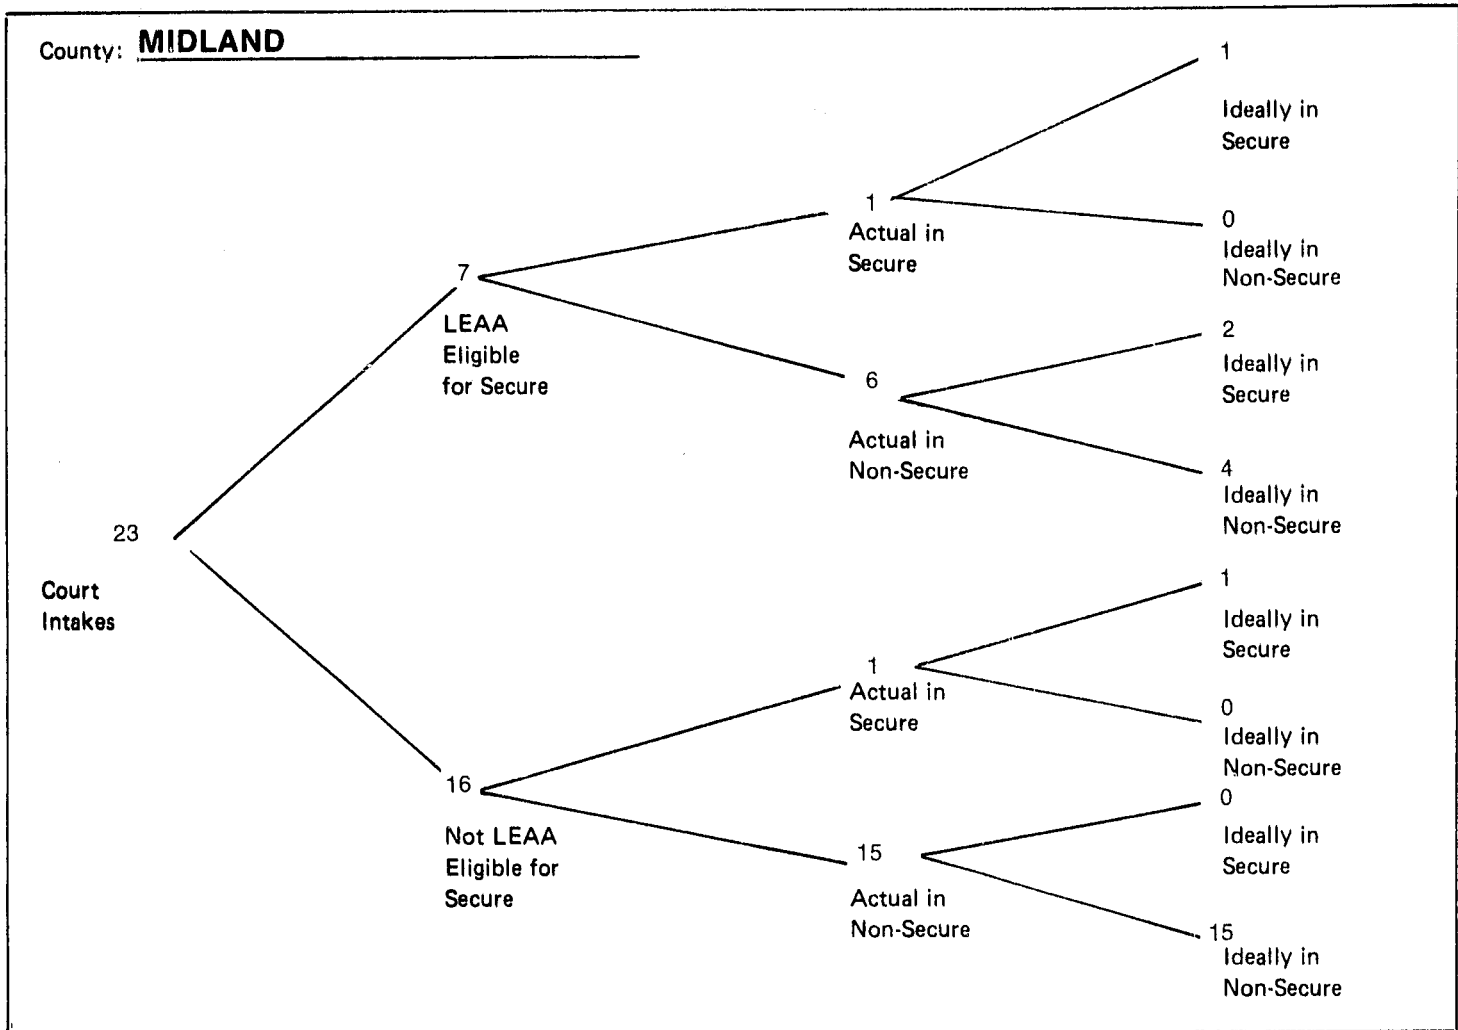 County: MIDLAND
1
Ideally in
Secure
1
Actual in
Secure
0
Ideally in
Non-Secure
7
LEAA
Eligible
for Secure
2
Ideally in
Secure
6
Actual in
Non-Secure
4
Ideally in
Non-Secure
23
Court
Intakes
1
Ideally in
Secure
1
Actual in
Secure
0
Ideally in
Non-Secure
16
Not LEAA
Eligible for
Secure
0
Ideally in
Secure
15
Actual in
Non-Secure
15
Ideally in
Non-Secure